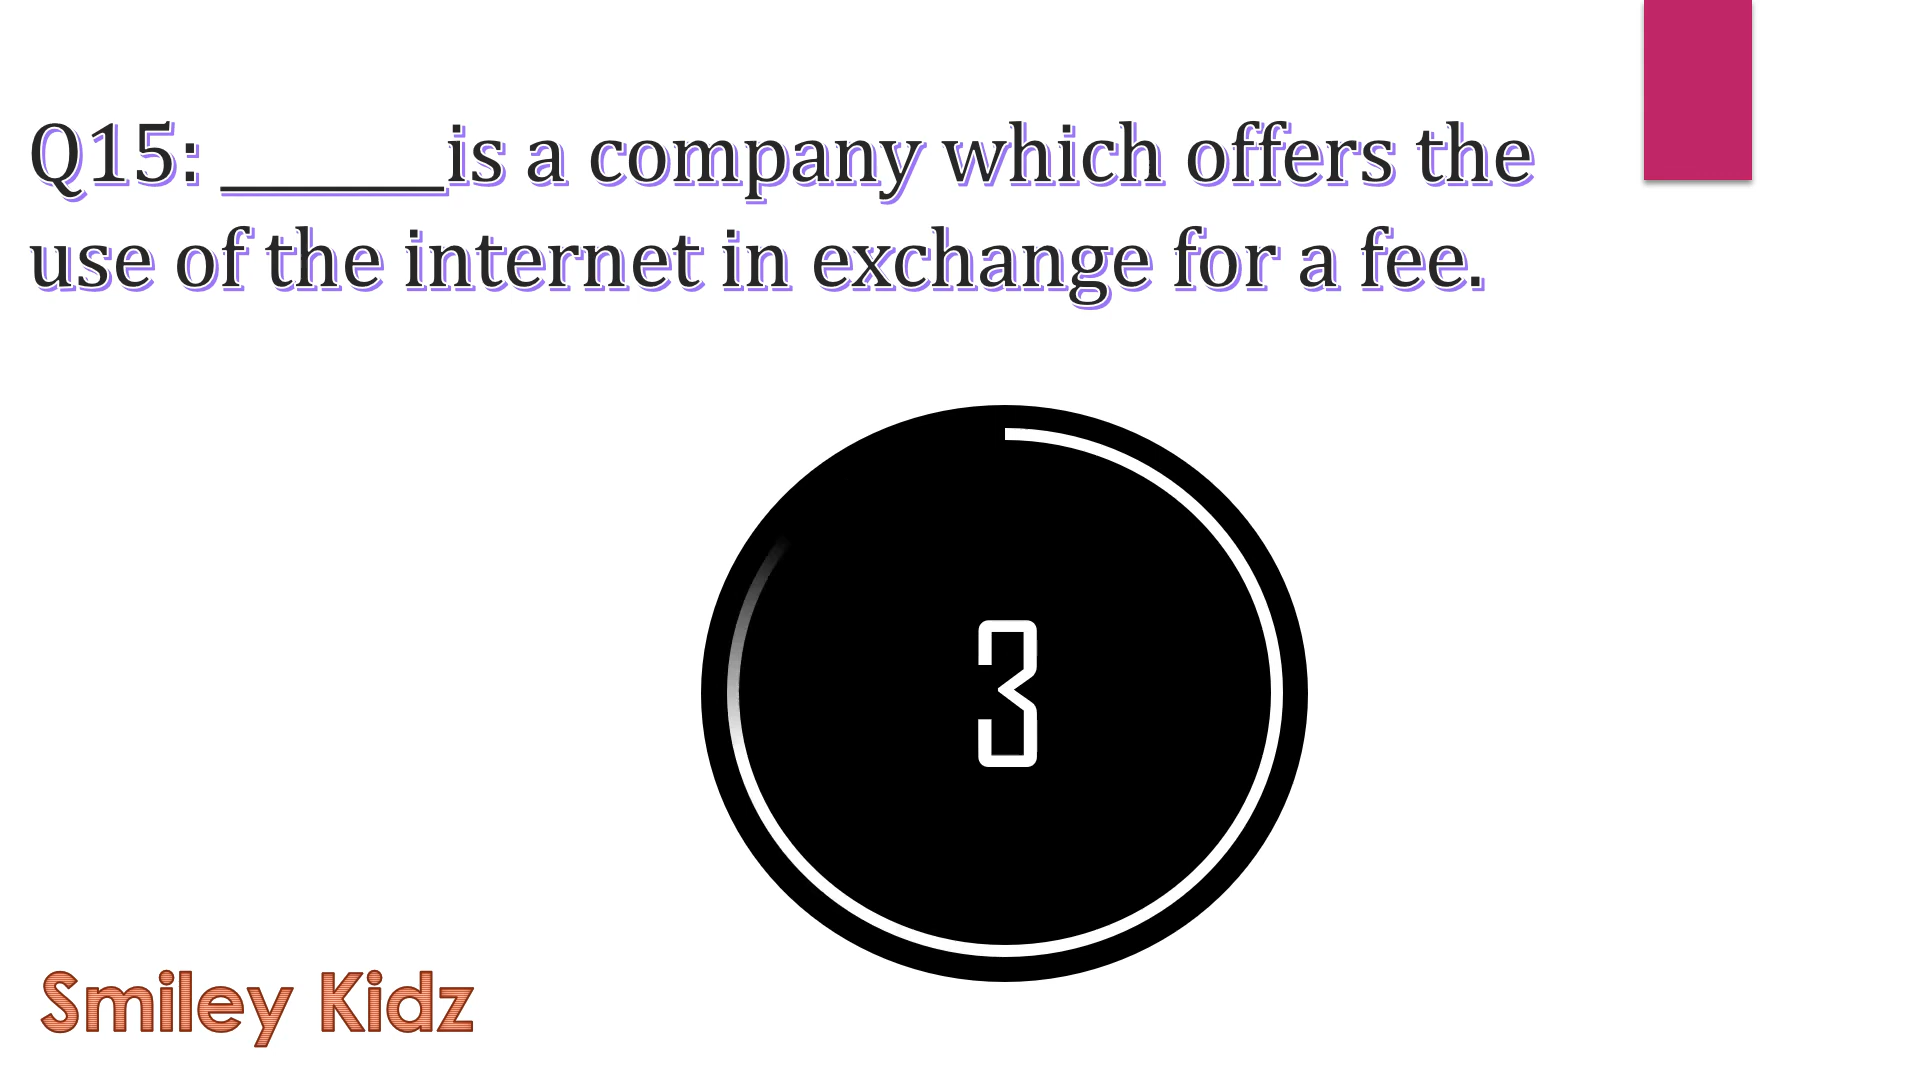 Q15: ______is a company which offers the
use of the internet in exchange for a fee.
3
Smiley Kidz